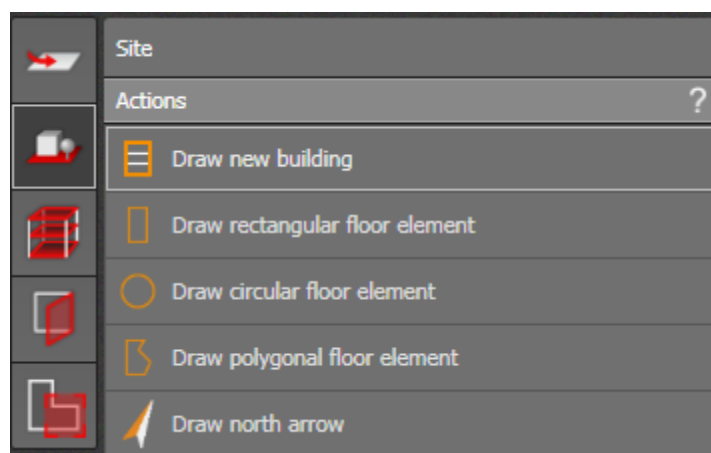 Site
Actions ?
Draw new building
Draw rectangular floor element
Draw circular floor element
Draw polygonal floor element
Draw north arrow